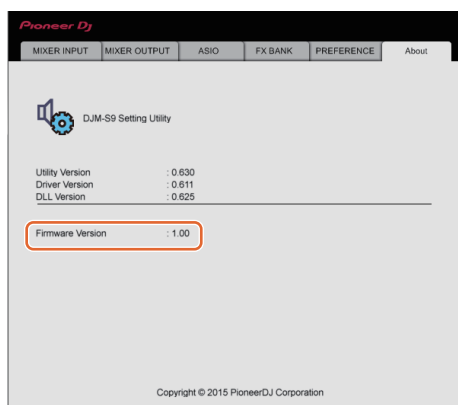 Pioneer Dj
MIXER INPUT MIXER OUTPUT ASIO FX BANK PREFERENCE About
DJM-S9 Setting Utility
Utility Version : 0.630
Driver Version : 0.611
DLL Version : 0.625
Firmware Version : 1.00
Copyright © 2015 PioneerDJ Corporation